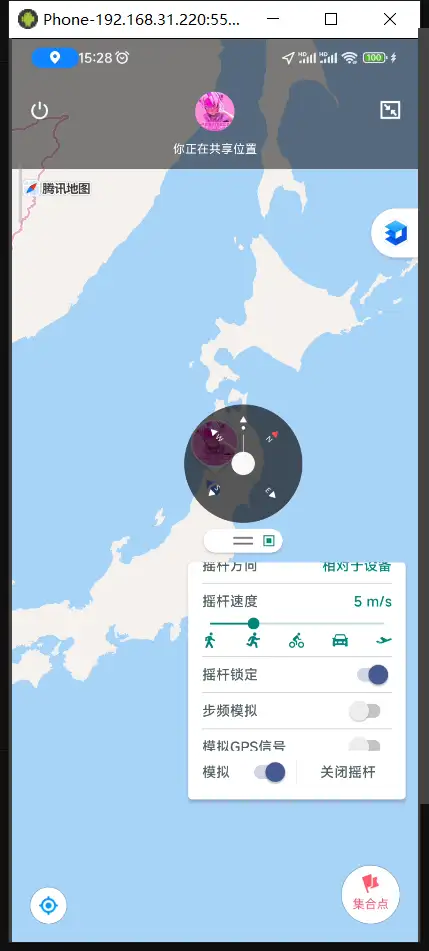 Phone-192.168.31.220:55...
15:28
HD HD 100
你正在共享位置
腾讯地图
W N
S E
摇杆方向 相对于设备
摇杆速度 5 m/s
摇杆锁定
步频模拟
模拟GPS信号
模拟 关闭摇杆
集合点